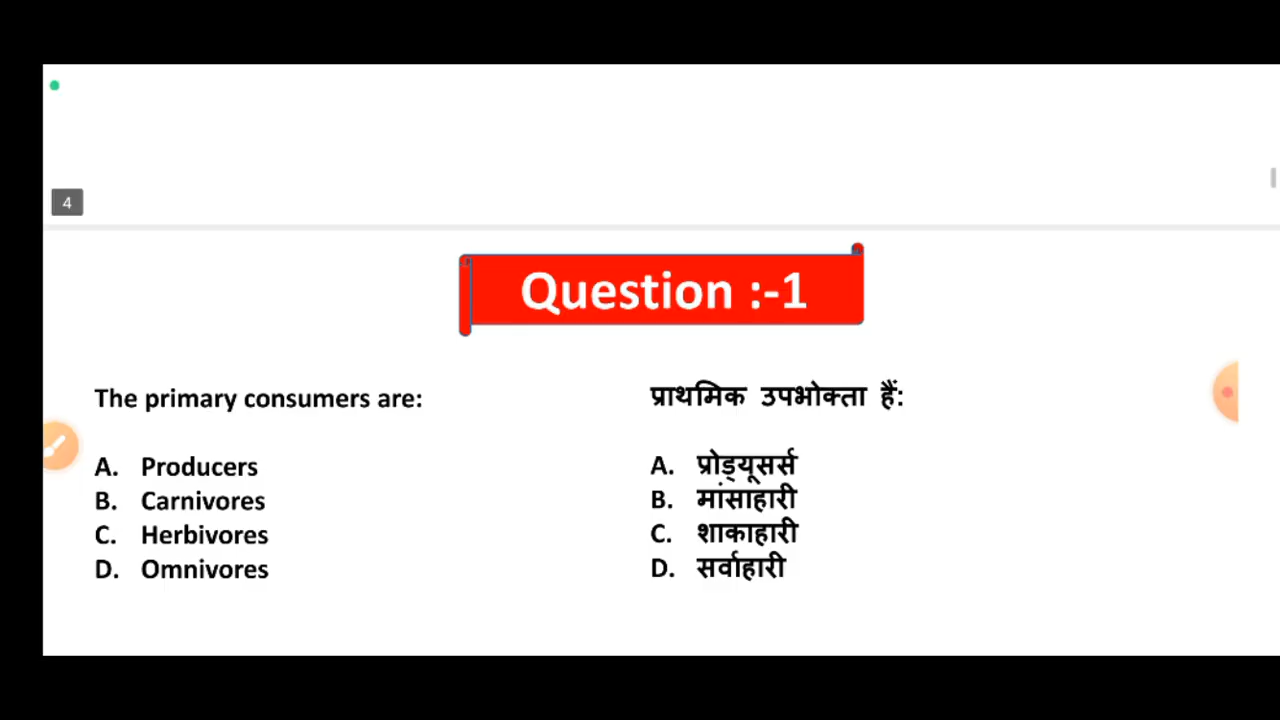 4
Question :-1
The primary consumers are:
A. Producers
B. Carnivores
C. Herbivores
D. Omnivores
प्राथमिक उपभोक्ता हैं:
A. प्रोड्यूसर्स
B. मांसाहारी
C. शाकाहारी
D. सर्वाहारी